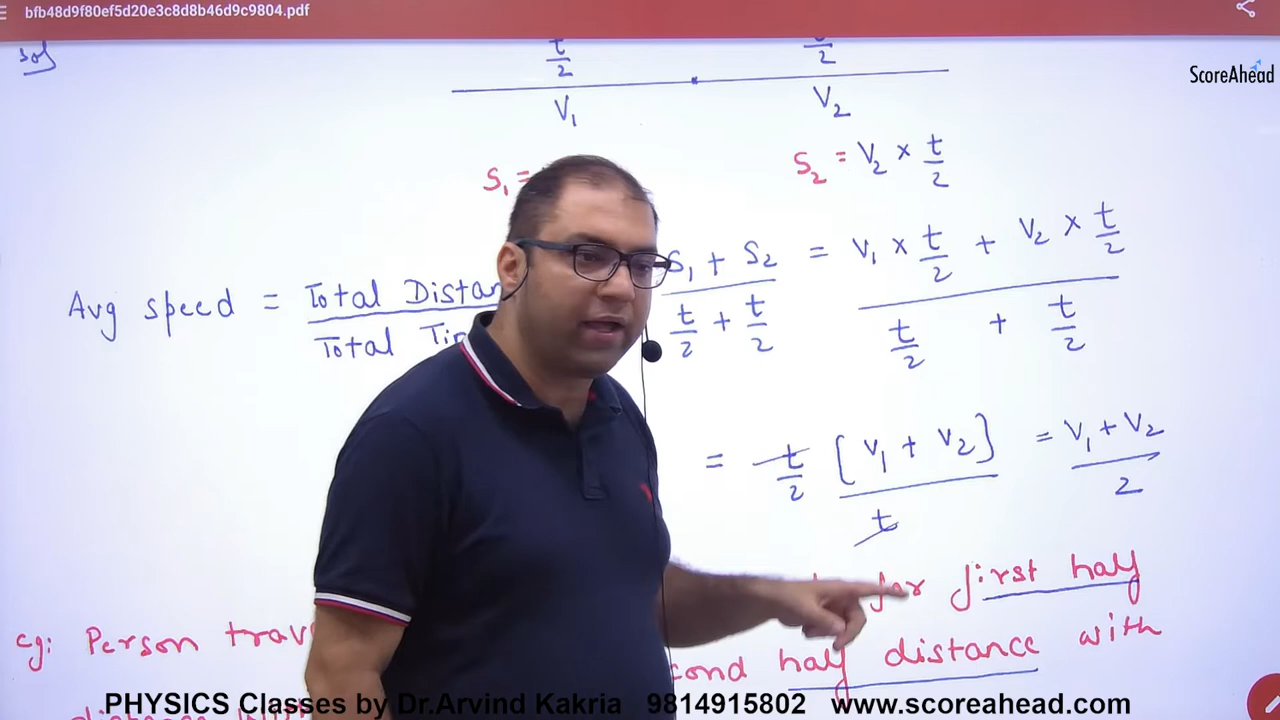 bfb48d9f80ef5d20e3c8d8b46d9c9804.pdf
ScoreAhead
Sol
t/2 t/2
V₁ V₂
S₁ = S₂ = V₂ × t/2
Avg speed = Total Distan / Total Ti S₁ + S₂ / t/2 + t/2 = V₁ × t/2 + V₂ × t/2 / t/2 + t/2
= t/2 [V₁ + V₂] / t = V₁ + V₂ / 2
for first half
eg: Person trav cond half distance with
PHYSICS Classes by Dr.Arvind Kakria 9814915802 www.scoreahead.com